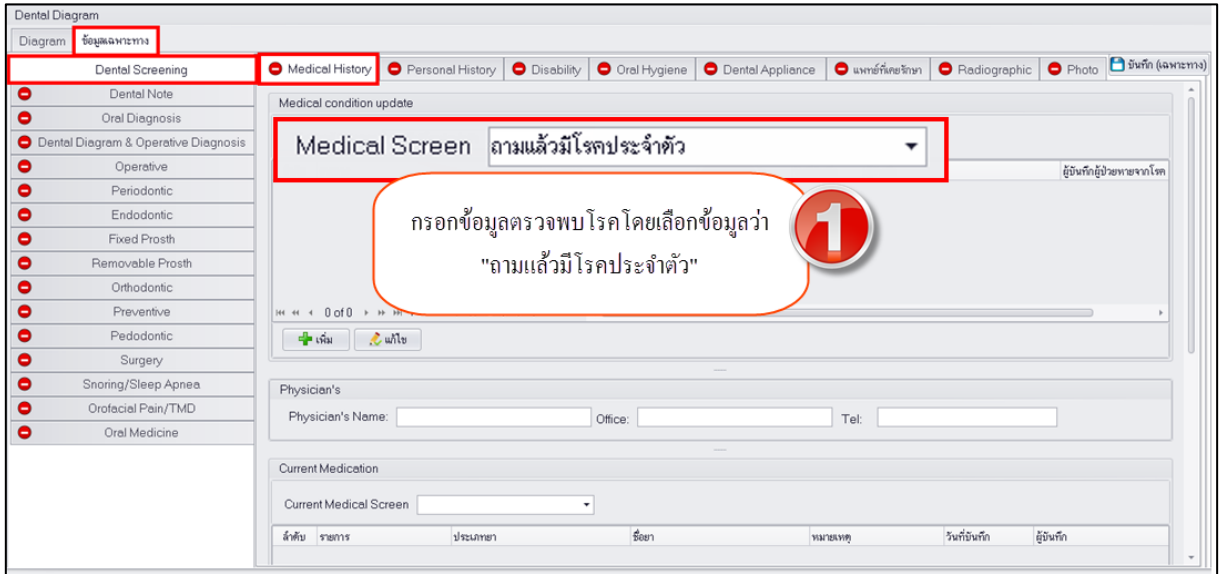 Dental Diagram
Diagram ข้อมูลเฉพาะทาง
Dental Screening
Dental Note
Oral Diagnosis
Dental Diagram & Operative Diagnosis
Operative
Periodontic
Endodontic
Fixed Prosth
Removable Prosth
Orthodontic
Preventive
Pedodontic
Surgery
Snoring/Sleep Apnea
Orofacial Pain/TMD
Oral Medicine
Medical History Personal History Disability Oral Hygiene Dental Appliance แพทย์ที่เคยรักษา Radiographic Photo บันทึก (เฉพาะทาง)
Medical condition update
Medical Screen ถามแล้วมีโรคประจำตัว
ผู้บันทึกผู้ป่วยหายจากโรค
กรอกข้อมูลตรวจพบโรคโดยเลือกข้อมูลว่า
"ถามแล้วมีโรคประจำตัว"
1
0 of 0
เพิ่ม แก้ไข
Physician's
Physician's Name: Office: Tel:
Current Medication
Current Medical Screen
ลำดับ รายการ ประเภทยา ชื่อยา หมายเหตุ วันที่บันทึก ผู้บันทึก